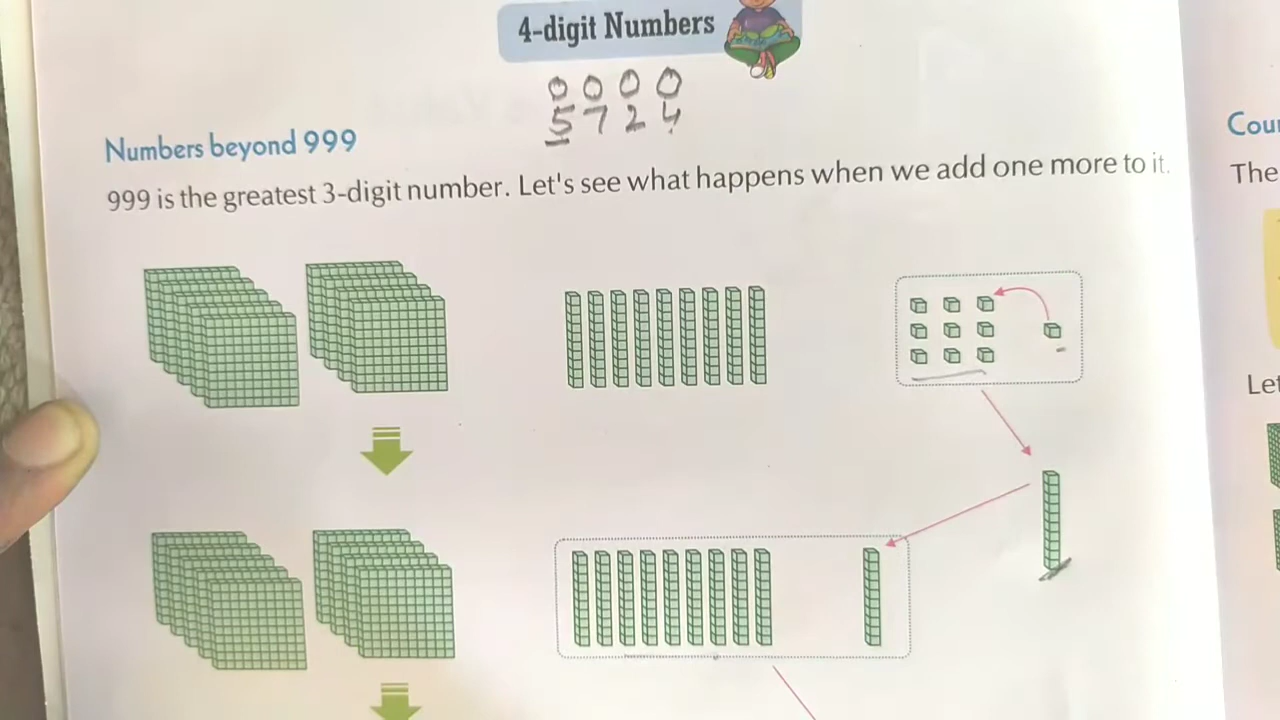 4-digit Numbers
0 0 0 0
5 7 2 4
Numbers beyond 999
999 is the greatest 3-digit number. Let's see what happens when we add one more to it.
The
Let